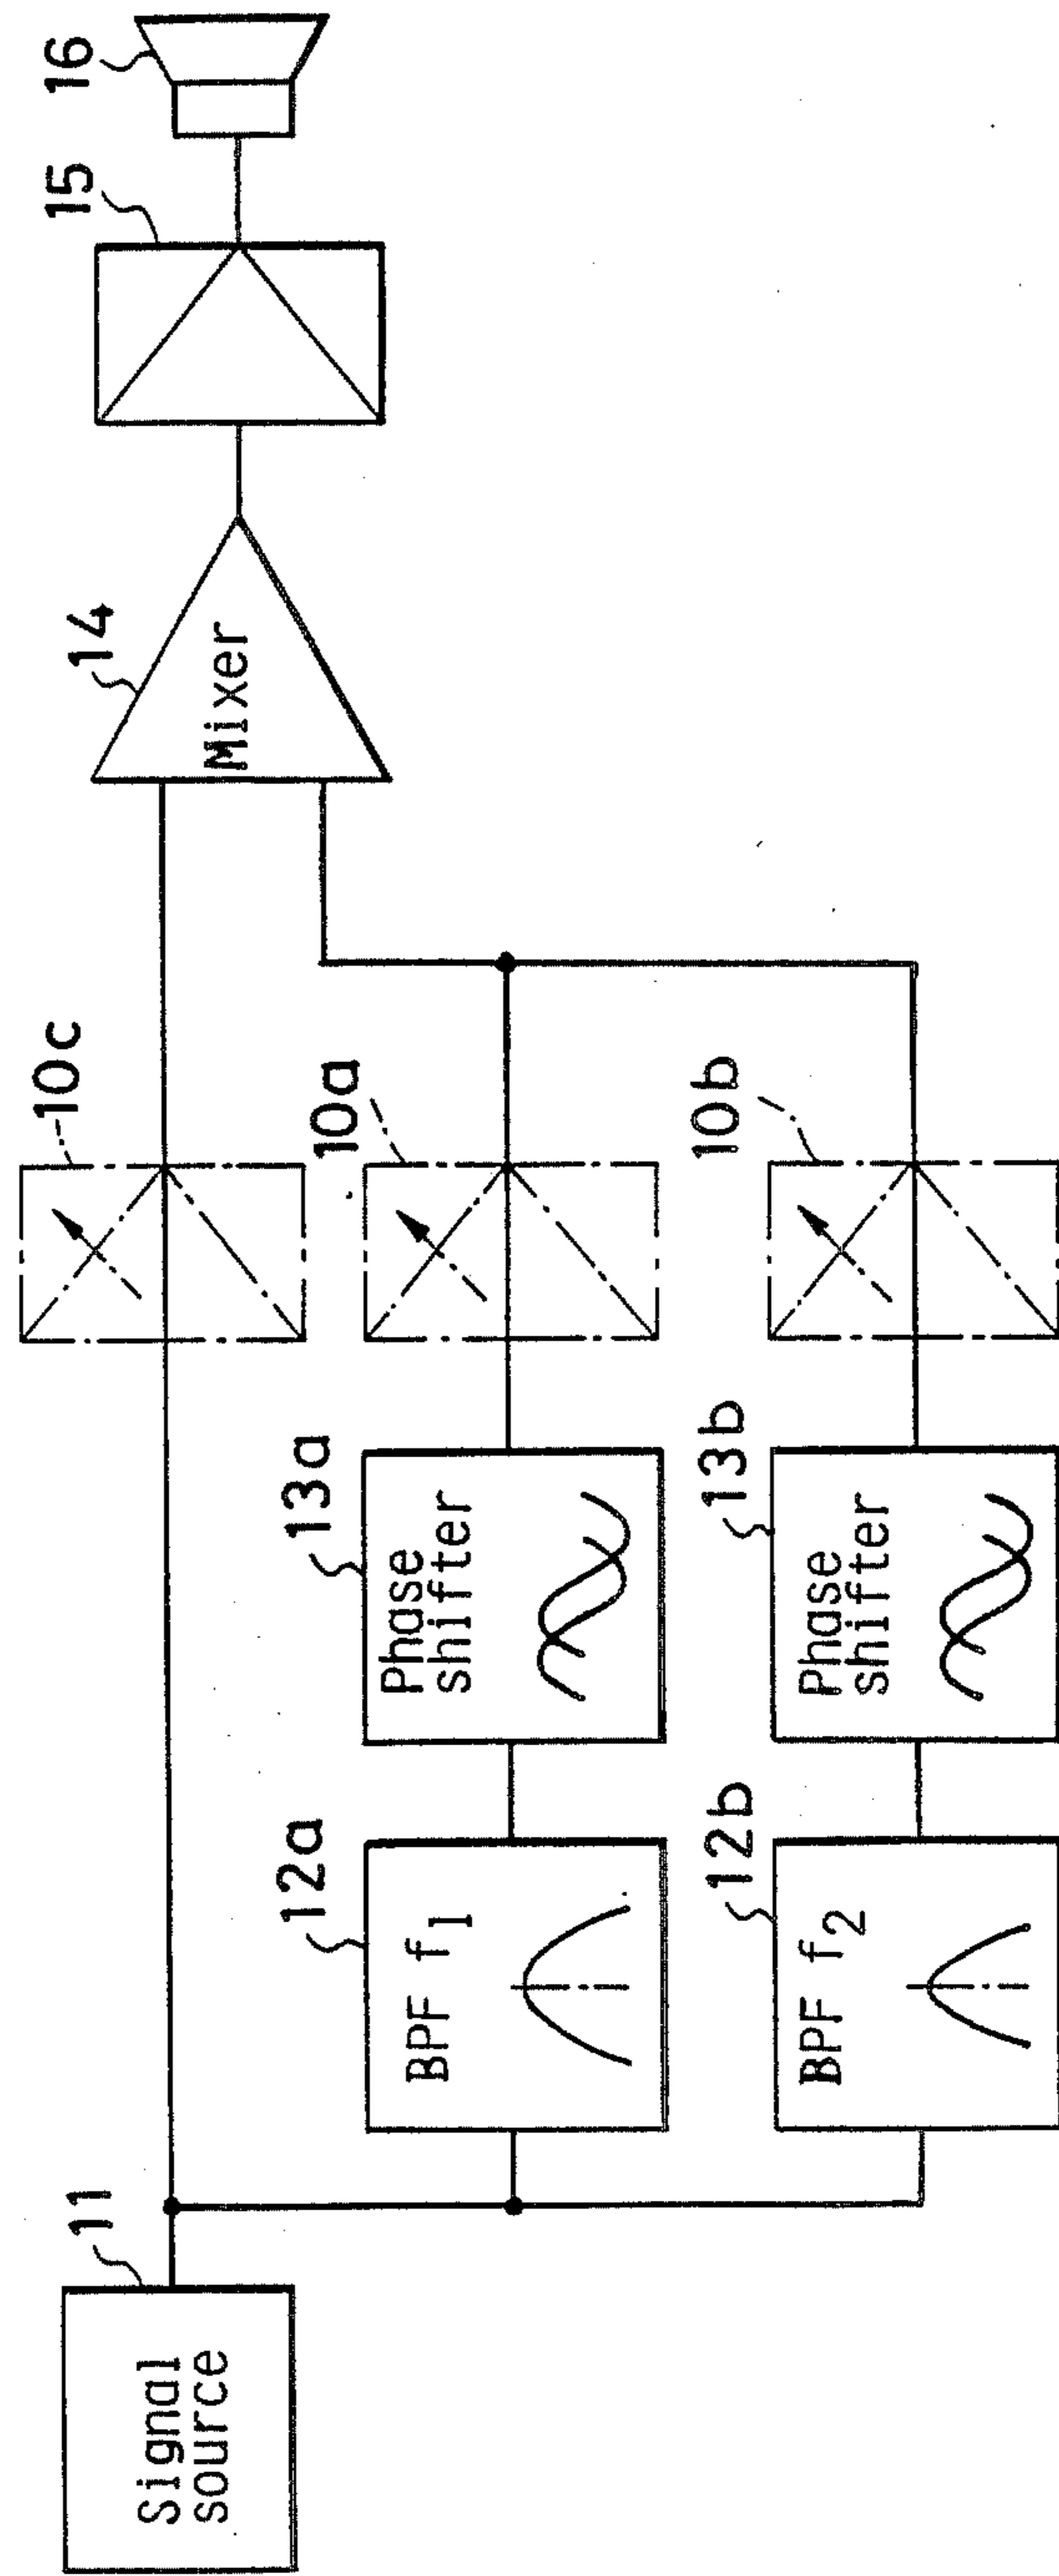 Signal
source
11
12a
BPF f1
12b
BPF f2
13a
Phase
shifter
13b
Phase
shifter
10c
10a
10b
14
Mixer
15
16